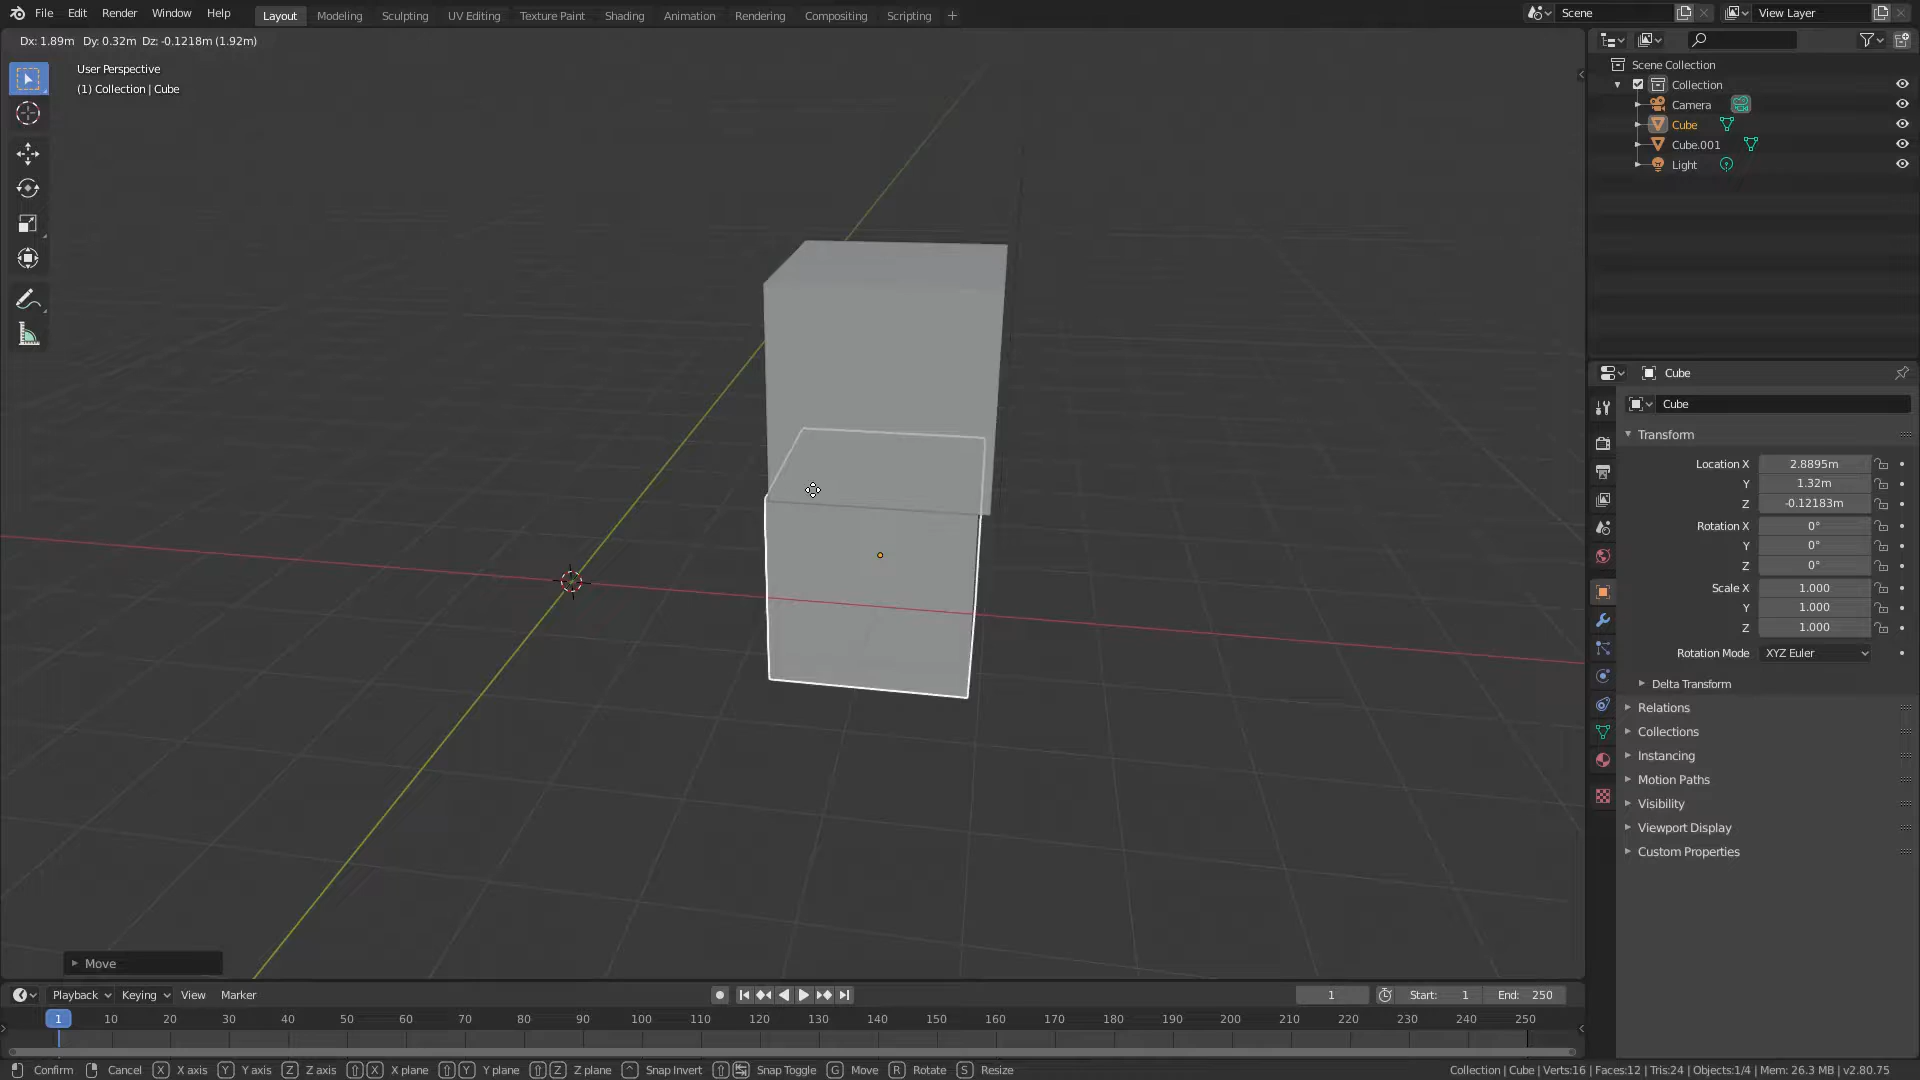 File Edit Render Window Help
Layout Modeling Sculpting UV Editing Texture Paint Shading Animation Rendering Compositing Scripting +
Scene
View Layer
Dx: 1.89m Dy: 0.32m Dz: -0.1218m (1.92m)
User Perspective
(1) Collection | Cube
Scene Collection
Collection
Camera
Cube
Cube.001
Light
Cube
Cube
Transform
Location X 2.8895m
Y 1.32m
Z -0.12183m
Rotation X 0°
Y 0°
Z 0°
Scale X 1.000
Y 1.000
Z 1.000
Rotation Mode XYZ Euler
Delta Transform
Relations
Collections
Instancing
Motion Paths
Visibility
Viewport Display
Custom Properties
Move
Playback Keying View Marker
1 Start: 1 End: 250
1 10 20 30 40 50 60 70 80 90 100 110 120 130 140 150 160 170 180 190 200 210 220 230 240 250
Confirm Cancel X X axis Y Y axis Z Z axis X X plane Y Y plane Z Z plane ^ Snap Invert Snap Toggle G Move R Rotate S Resize
Collection | Cube | Verts:16 | Faces:12 | Tris:24 | Objects:1/4 | Mem: 26.3 MB | v2.80.75